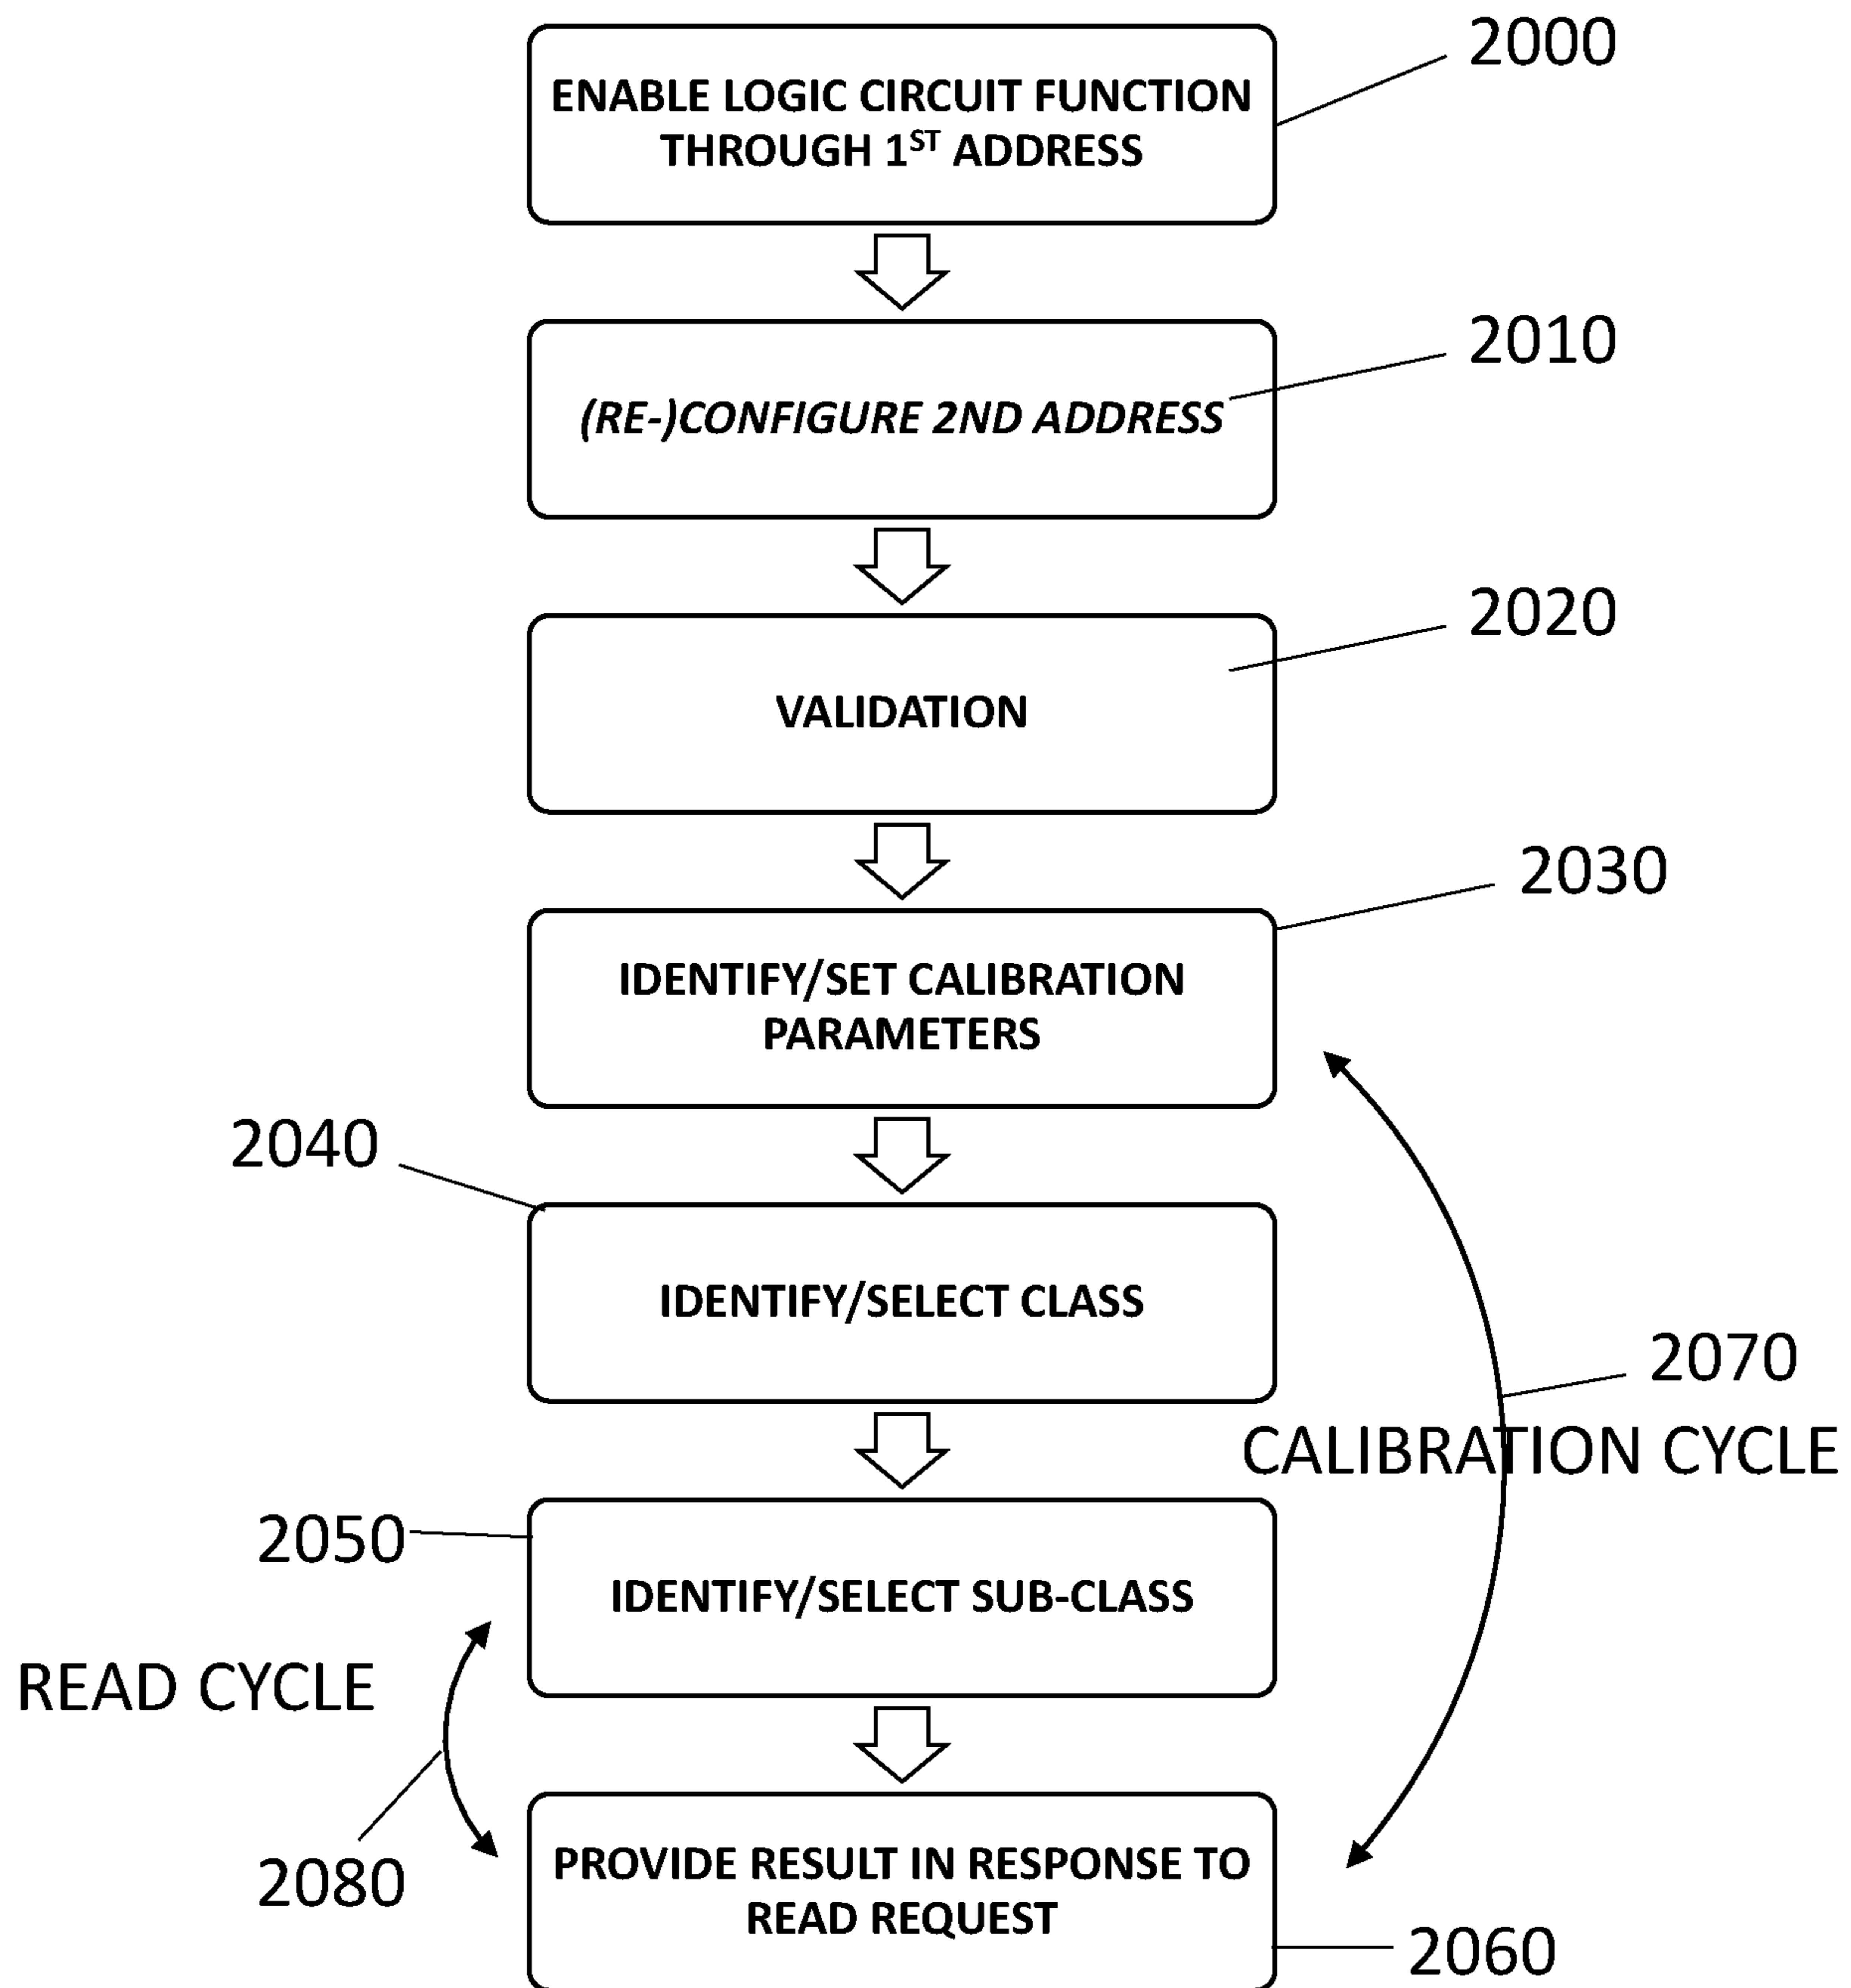 2000
ENABLE LOGIC CIRCUIT FUNCTION
THROUGH 1ST ADDRESS
2010
(RE-)CONFIGURE 2ND ADDRESS
2020
VALIDATION
2030
IDENTIFY/SET CALIBRATION
PARAMETERS
2040
IDENTIFY/SELECT CLASS
2070
CALIBRATION CYCLE
2050
IDENTIFY/SELECT SUB-CLASS
READ CYCLE
2080
PROVIDE RESULT IN RESPONSE TO
READ REQUEST
2060